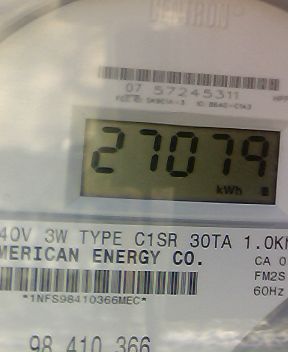 07 57245311
27079
kWh
40V 3W TYPE C1SR 30TA 1.0K
MERICAN ENERGY CO.
CA 0
FM2S
60Hz
*1NFS98410366MEC*
98 410 366